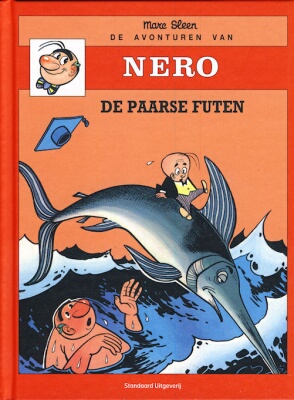 Marc Sleen
DE AVONTUREN VAN
NERO
DE PAARSE FUTEN
Standaard Uitgeverij